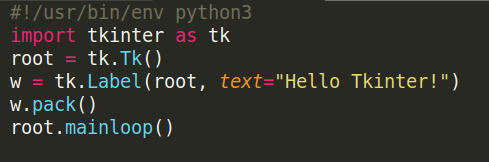 #!/usr/bin/env python3
import tkinter as tk
root = tk.Tk()
w = tk.Label(root, text="Hello Tkinter!")
w.pack()
root.mainloop()